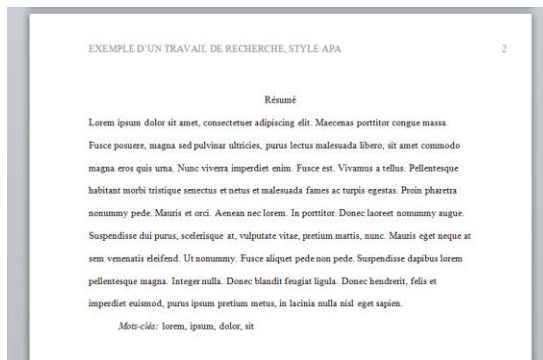 EXEMPLE D'UN TRAVAIL DE RECHERCHE, STYLE APA 2
Résumé
Lorem ipsum dolor sit amet, consectetuer adipiscing elit. Maecenas porttitor congue massa.
Fusce posuere, magna sed pulvinar ultricies, purus lectus malesuada libero, sit amet commodo
magna eros quis urna. Nunc viverra imperdiet enim. Fusce est. Vivamus a tellus. Pellentesque
habitant morbi tristique senectus et netus et malesuada fames ac turpis egestas. Proin pharetra
nonummy pede. Mauris et orci. Aenean nec lorem. In porttitor. Donec laoreet nonummy augue.
Suspendisse dui purus, scelerisque at, vulputate vitae, pretium mattis, nunc. Mauris eget neque at
sem venenatis eleifend. Ut nonummy. Fusce aliquet pede non pede. Suspendisse dapibus lorem
pellentesque magna. Integer nulla. Donec blandit feugiat ligula. Donec hendrerit, felis et
imperdiet euismod, purus ipsum pretium metus, in lacinia nulla nisl eget sapien.
Mots-clés: lorem, ipsum, dolor, sit